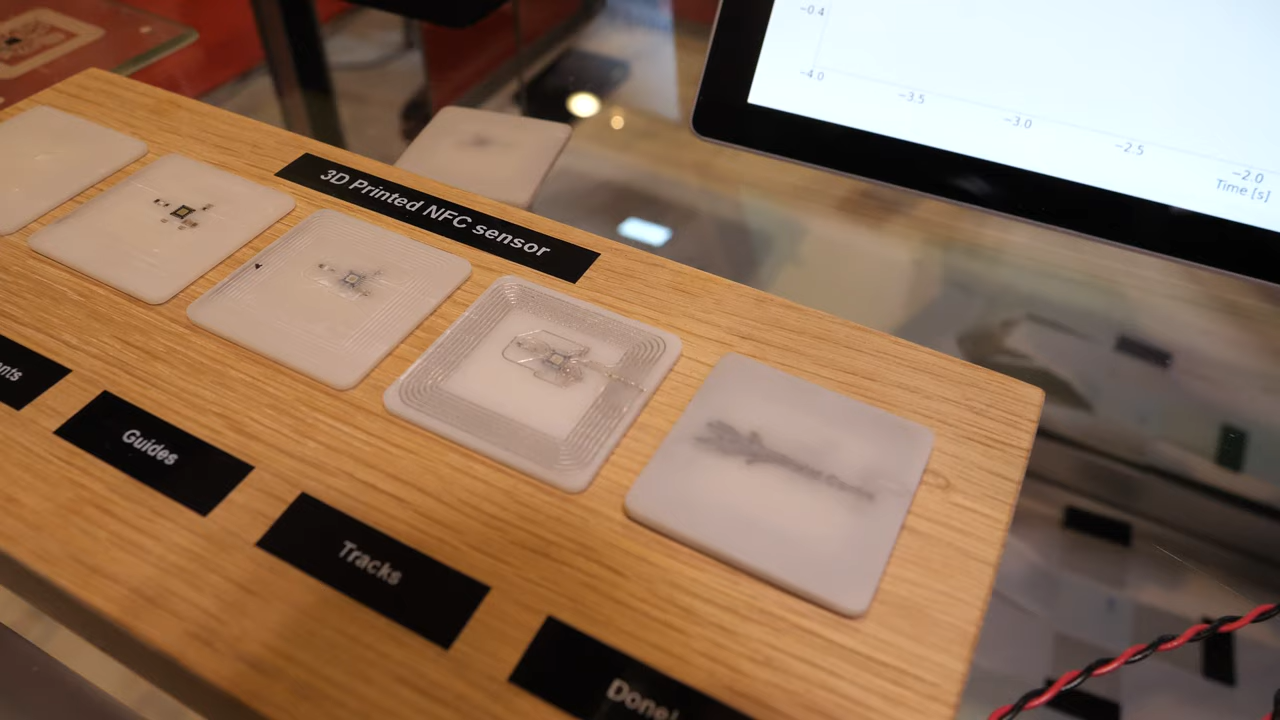 −0.4
−4.0
−3.5
−3.0
−2.5
−2.0
Time [s]
3D Printed NFC sensor
nts
Guides
Tracks
Done!